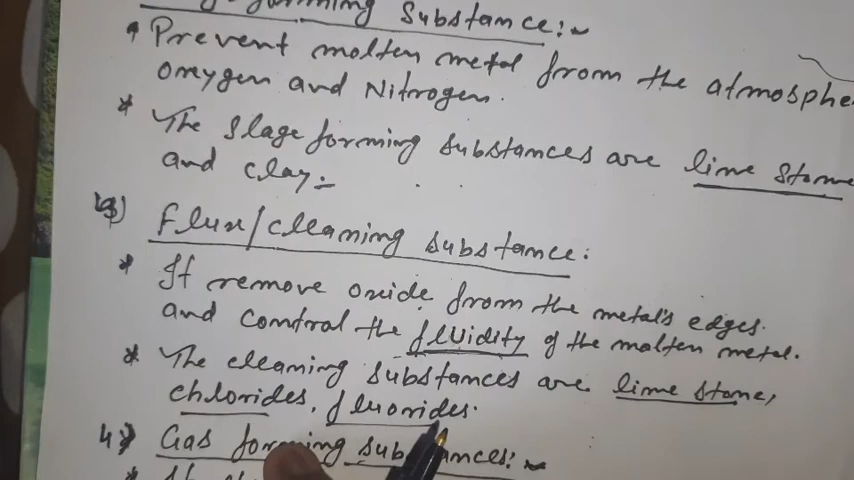 forming Substance:~
* Prevent molten metal from the atmosphe
oxygen and Nitrogen.
* The Slage forming substances are lime stone
and clay:-
3) Flux/cleaning substance:
* It remove oxide from the metal's edges.
and control the fluidity of the molten metal.
* The cleaning substances are lime stone,
chlorides, fluorides.
4) Gas forming substances:~